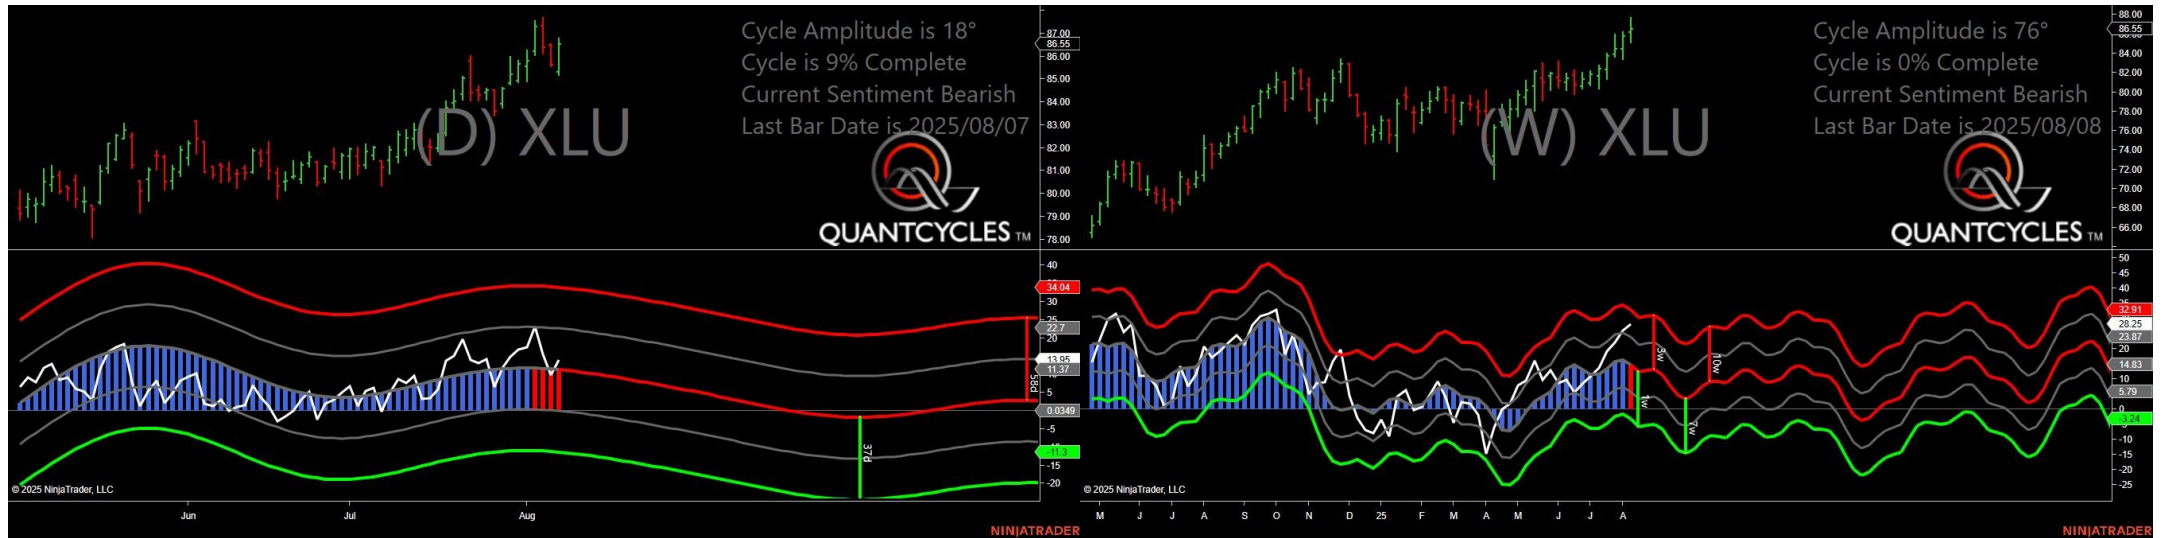 Cycle Amplitude is 18°
Cycle is 9% Complete
Current Sentiment Bearish
Last Bar Date is 2025/08/07
(D) XLU
QUANTCYCLES TM
87.00
86.55
86.00
85.00
84.00
83.00
82.00
81.00
80.00
79.00
78.00
40
34.04
30
25
22.7
20
13.95
11.37
5
0.0349
-5
-11.3
-15
-20
58d
37d
© 2025 NinjaTrader, LLC
Jun
Jul
Aug
NINJATRADER
Cycle Amplitude is 76°
Cycle is 0% Complete
Current Sentiment Bearish
Last Bar Date is 2025/08/08
(W) XLU
QUANTCYCLES TM
88.00
86.55
84.00
82.00
80.00
78.00
76.00
74.00
72.00
70.00
68.00
66.00
50
45
40
32.91
28.25
23.87
20
14.83
10
5.79
0
-3.24
-10
-15
-20
-25
3w
10w
1w
7w
© 2025 NinjaTrader, LLC
M
J
J
A
S
O
N
D
25
F
M
A
M
J
J
A
NINJATRADER